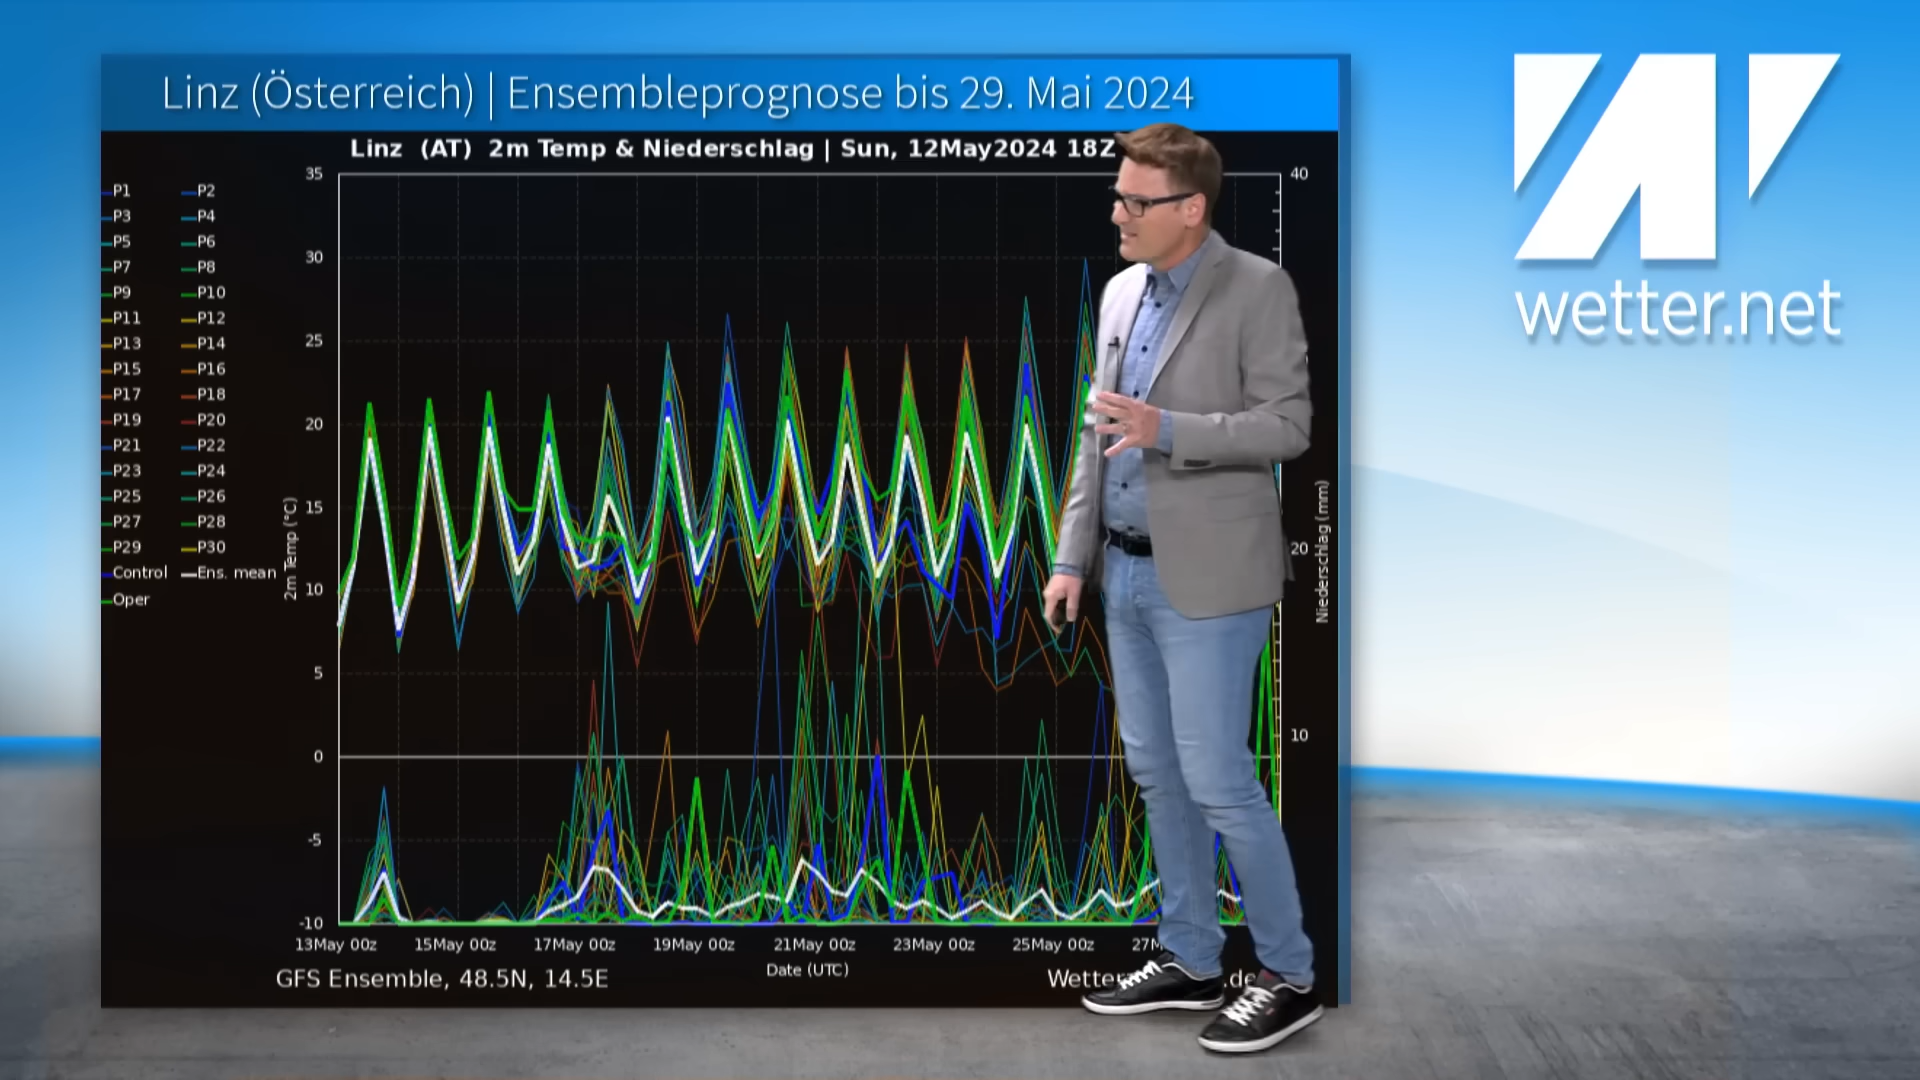 Linz (Österreich) | Ensembleprognose bis 29. Mai 2024
wetter.net
Linz (AT) 2m Temp & Niederschlag | Sun, 12May2024 18Z
P1 P2
P3 P4
P5 P6
P7 P8
P9 P10
P11 P12
P13 P14
P15 P16
P17 P18
P19 P20
P21 P22
P23 P24
P25 P26
P27 P28
P29 P30
Control Ens. mean
Oper
2m Temp (°C)
35
30
25
20
15
10
5
0
-5
-10
40
20
10
Niederschlag (mm)
13May 00z 15May 00z 17May 00z 19May 00z 21May 00z 23May 00z 25May 00z 27M
Date (UTC)
GFS Ensemble, 48.5N, 14.5E
Wetterz .de